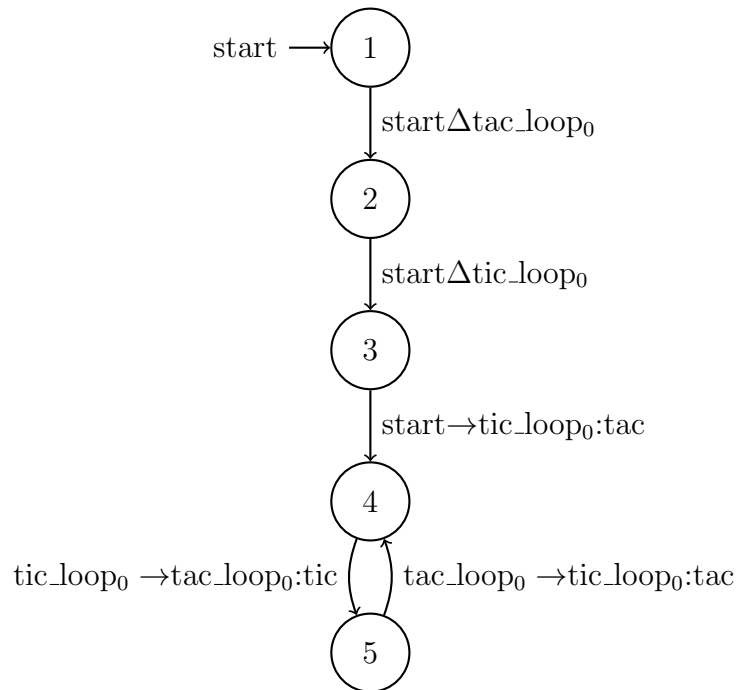 start
1
startΔtac_loop₀
2
startΔtic_loop₀
3
start→tic_loop₀:tac
4
tic_loop₀ →tac_loop₀:tic
tac_loop₀ →tic_loop₀:tac
5